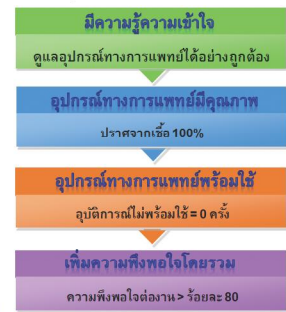 มีความรู้ความเข้าใจ
ดูแลอุปกรณ์ทางการแพทย์ได้อย่างถูกต้อง
อุปกรณ์ทางการแพทย์มีคุณภาพ
ปราศจากเชื้อ 100%
อุปกรณ์ทางการแพทย์พร้อมใช้
อุบัติการณ์ไม่พร้อมใช้ = 0 ครั้ง
เพิ่มความพึงพอใจโดยรวม
ความพึงพอใจต่องาน > ร้อยละ 80